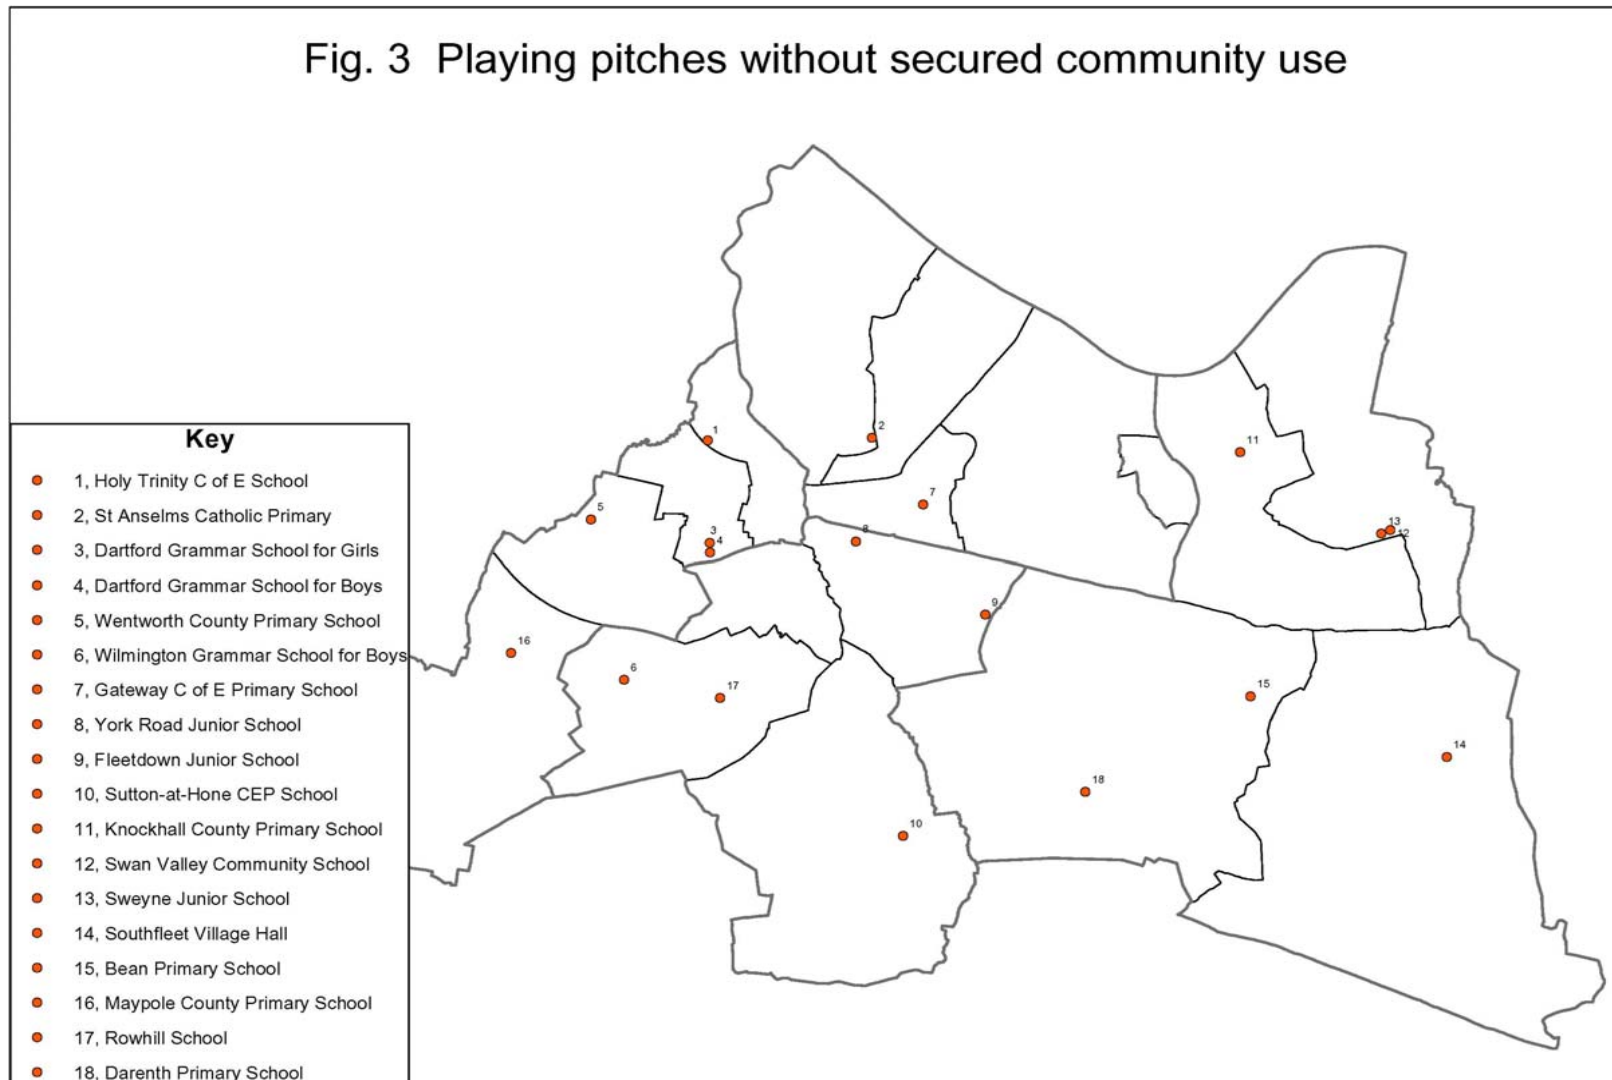 Fig. 3 Playing pitches without secured community use
1
2
11
7
5
3
4
8
13
12
9
16
6
17
15
14
18
10
Key
1, Holy Trinity C of E School
2, St Anselms Catholic Primary
3, Dartford Grammar School for Girls
4, Dartford Grammar School for Boys
5, Wentworth County Primary School
6, Wilmington Grammar School for Boys
7, Gateway C of E Primary School
8, York Road Junior School
9, Fleetdown Junior School
10, Sutton-at-Hone CEP School
11, Knockhall County Primary School
12, Swan Valley Community School
13, Sweyne Junior School
14, Southfleet Village Hall
15, Bean Primary School
16, Maypole County Primary School
17, Rowhill School
18, Darenth Primary School